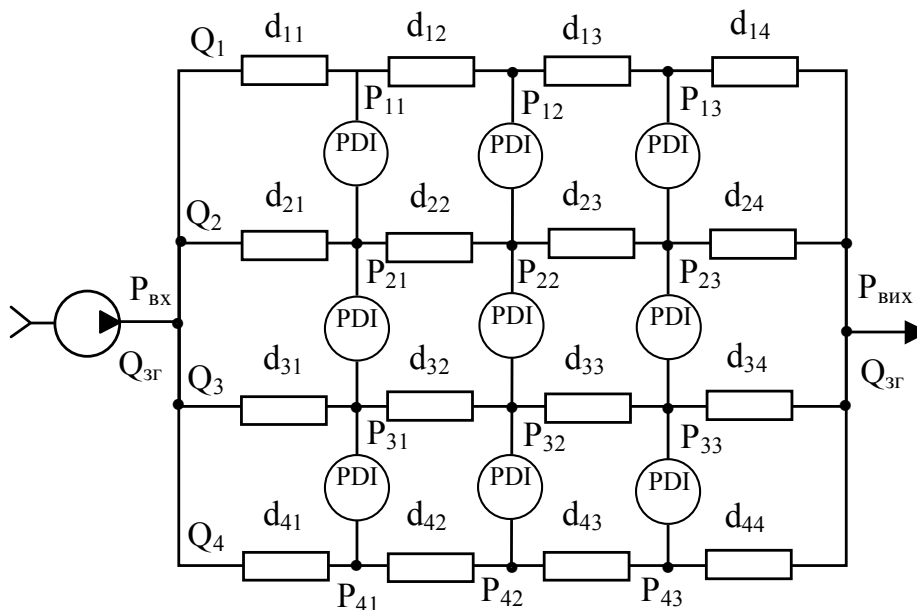 Q₁ d₁₁ d₁₂ d₁₃ d₁₄
P₁₁ P₁₂ P₁₃
PDI PDI PDI
Q₂ d₂₁ d₂₂ d₂₃ d₂₄
P₂₁ P₂₂ P₂₃
Pвх Pвих
PDI PDI PDI
Qзг Q₃ d₃₁ d₃₂ d₃₃ d₃₄ Qзг
P₃₁ P₃₂ P₃₃
PDI PDI PDI
Q₄ d₄₁ d₄₂ d₄₃ d₄₄
P₄₁ P₄₂ P₄₃